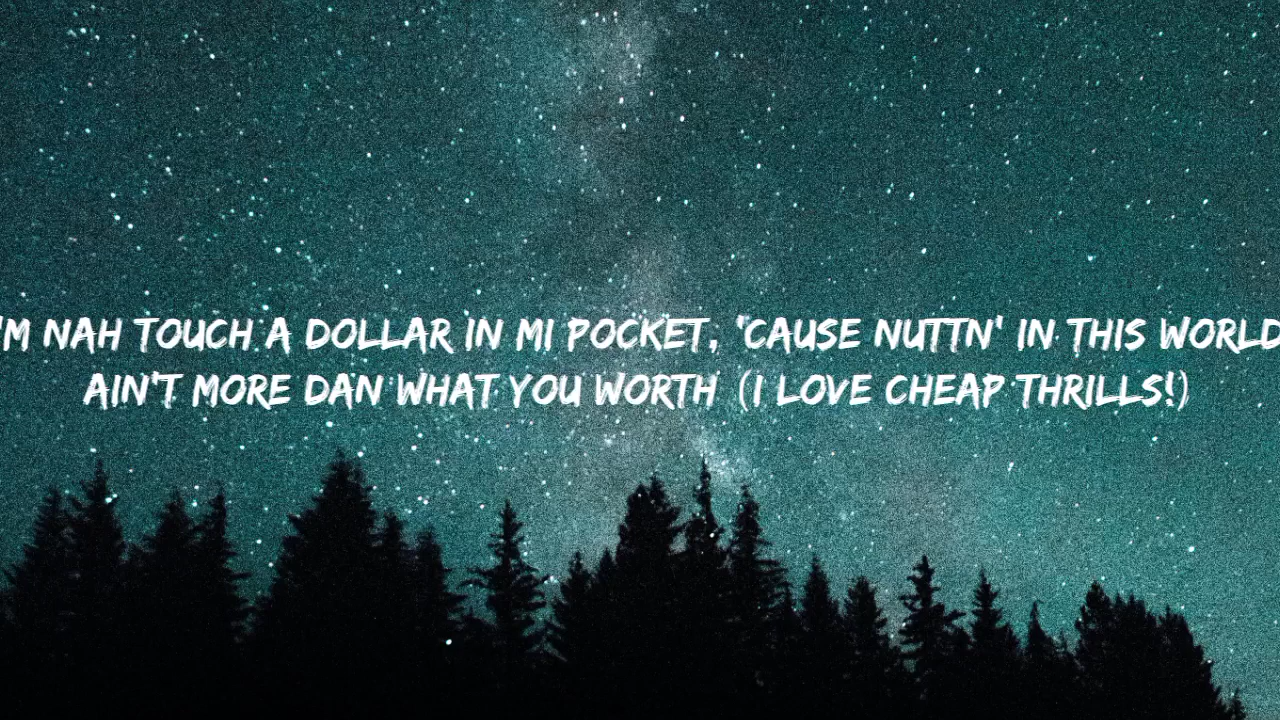 'M NAH TOUCH A DOLLAR IN MI POCKET, 'CAUSE NUTTN' IN THIS WORLD
AIN'T MORE DAN WHAT YOU WORTH (I LOVE CHEAP THRILLS!)